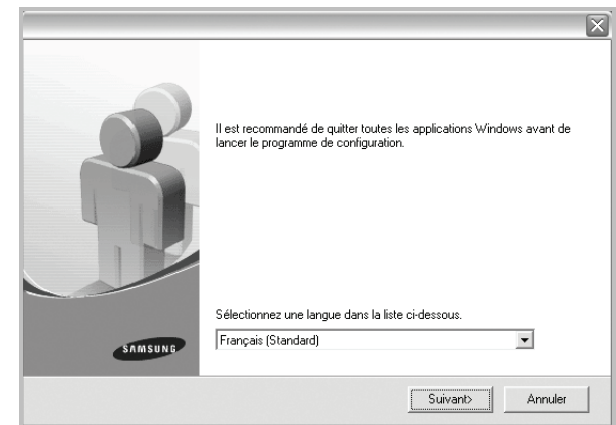 Il est recommandé de quitter toutes les applications Windows avant de
lancer le programme de configuration.
Sélectionnez une langue dans la liste ci-dessous.
Français (Standard)
SAMSUNG
Suivant>
Annuler